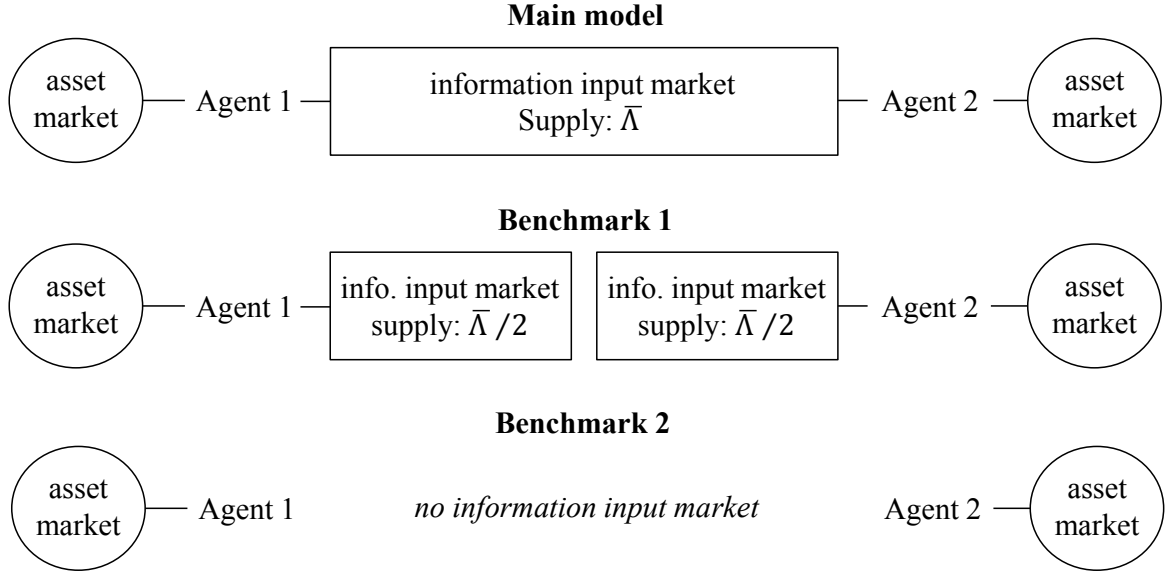 Main model
asset
market
Agent 1
information input market
Supply: Λ̄
Agent 2
asset
market
Benchmark 1
asset
market
Agent 1
info. input market
supply: Λ̄ /2
info. input market
supply: Λ̄ /2
Agent 2
asset
market
Benchmark 2
asset
market
Agent 1
no information input market
Agent 2
asset
market